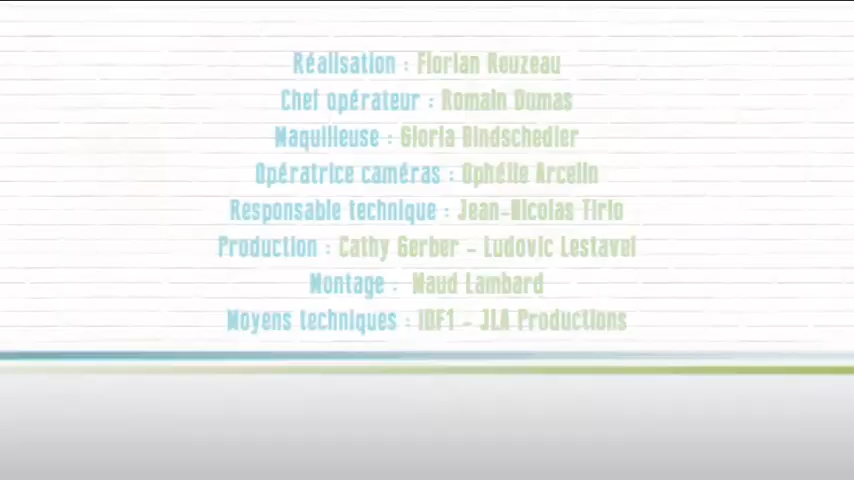 Réalisation : Florian Reuzeau
Chef opérateur : Romain Dumas
Maquilleuse : Gloria Bindschedler
Opératrice caméras : Ophélie Arcelin
Responsable technique : Jean-Nicolas Tirlo
Production : Cathy Gerber - Ludovic Lestavel
Montage : Maud Lambard
Moyens techniques : IDF1 - JLA Productions